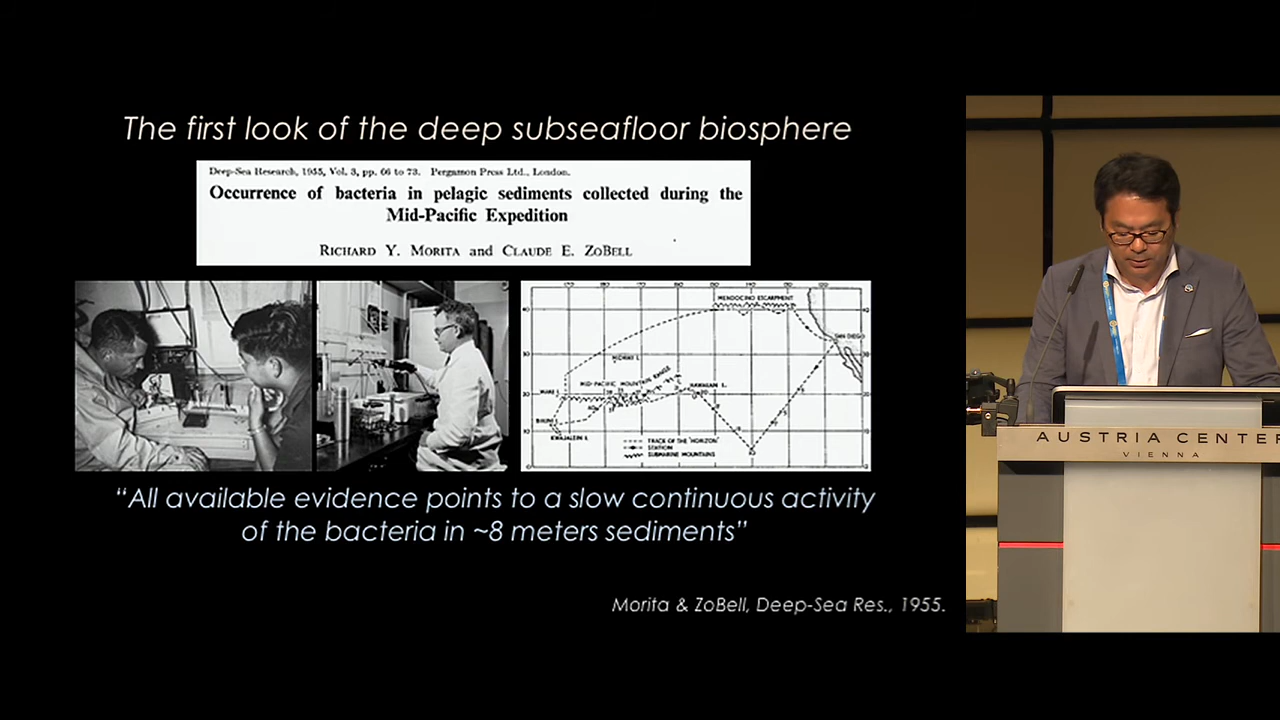 The first look of the deep subseafloor biosphere
Deep-Sea Research, 1955, Vol. 3, pp. 66 to 73. Pergamon Press Ltd., London.
Occurrence of bacteria in pelagic sediments collected during the
Mid-Pacific Expedition
RICHARD Y. MORITA and CLAUDE E. ZOBELL
MENDOCINO ESCARPMENT
SAN DIEGO
MIDWAY I.
MID-PACIFIC MOUNTAIN RANGE
HAWAIIAN I.
KWAJALEIN I.
TRACK OF THE 'HORIZON'
STATION
SUBMARINE MOUNTAINS
“All available evidence points to a slow continuous activity
of the bacteria in ~8 meters sediments”
Morita & ZoBell, Deep-Sea Res., 1955.
AUSTRIA CENTER
VIENNA